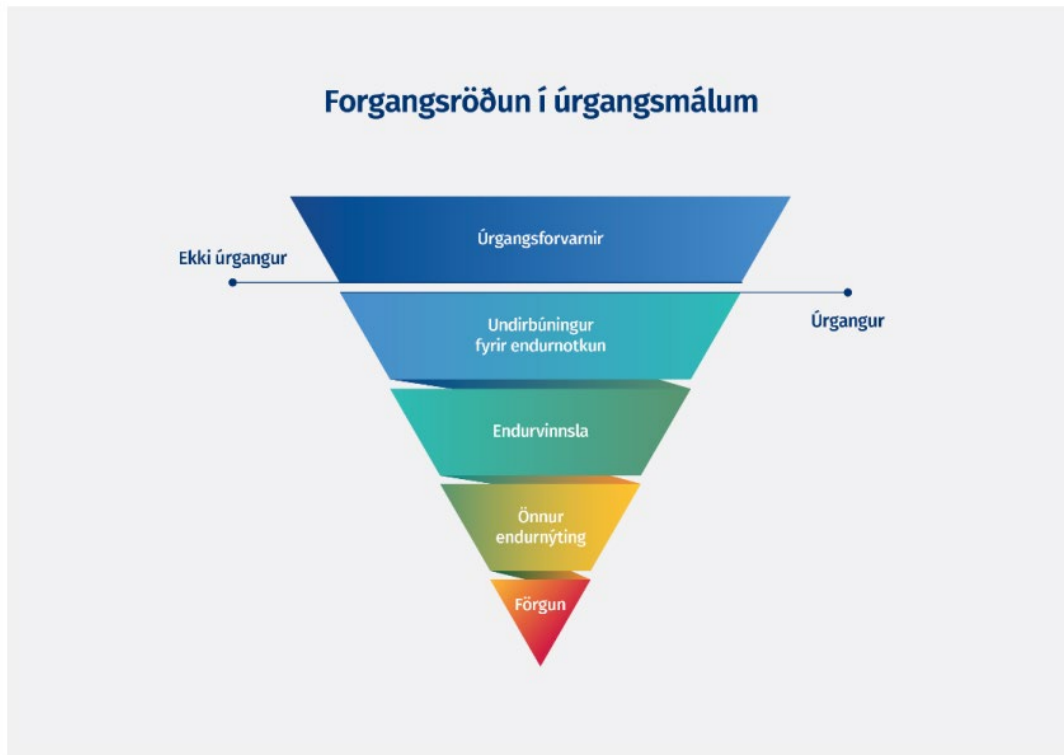 Forgangsröðun í úrgangsmálum
Úrgangsforvarnir
Ekki úrgangur
Úrgangur
Undirbúningur
fyrir endurnotkun
Endurvinnsla
Önnur
endurnýting
Förgun